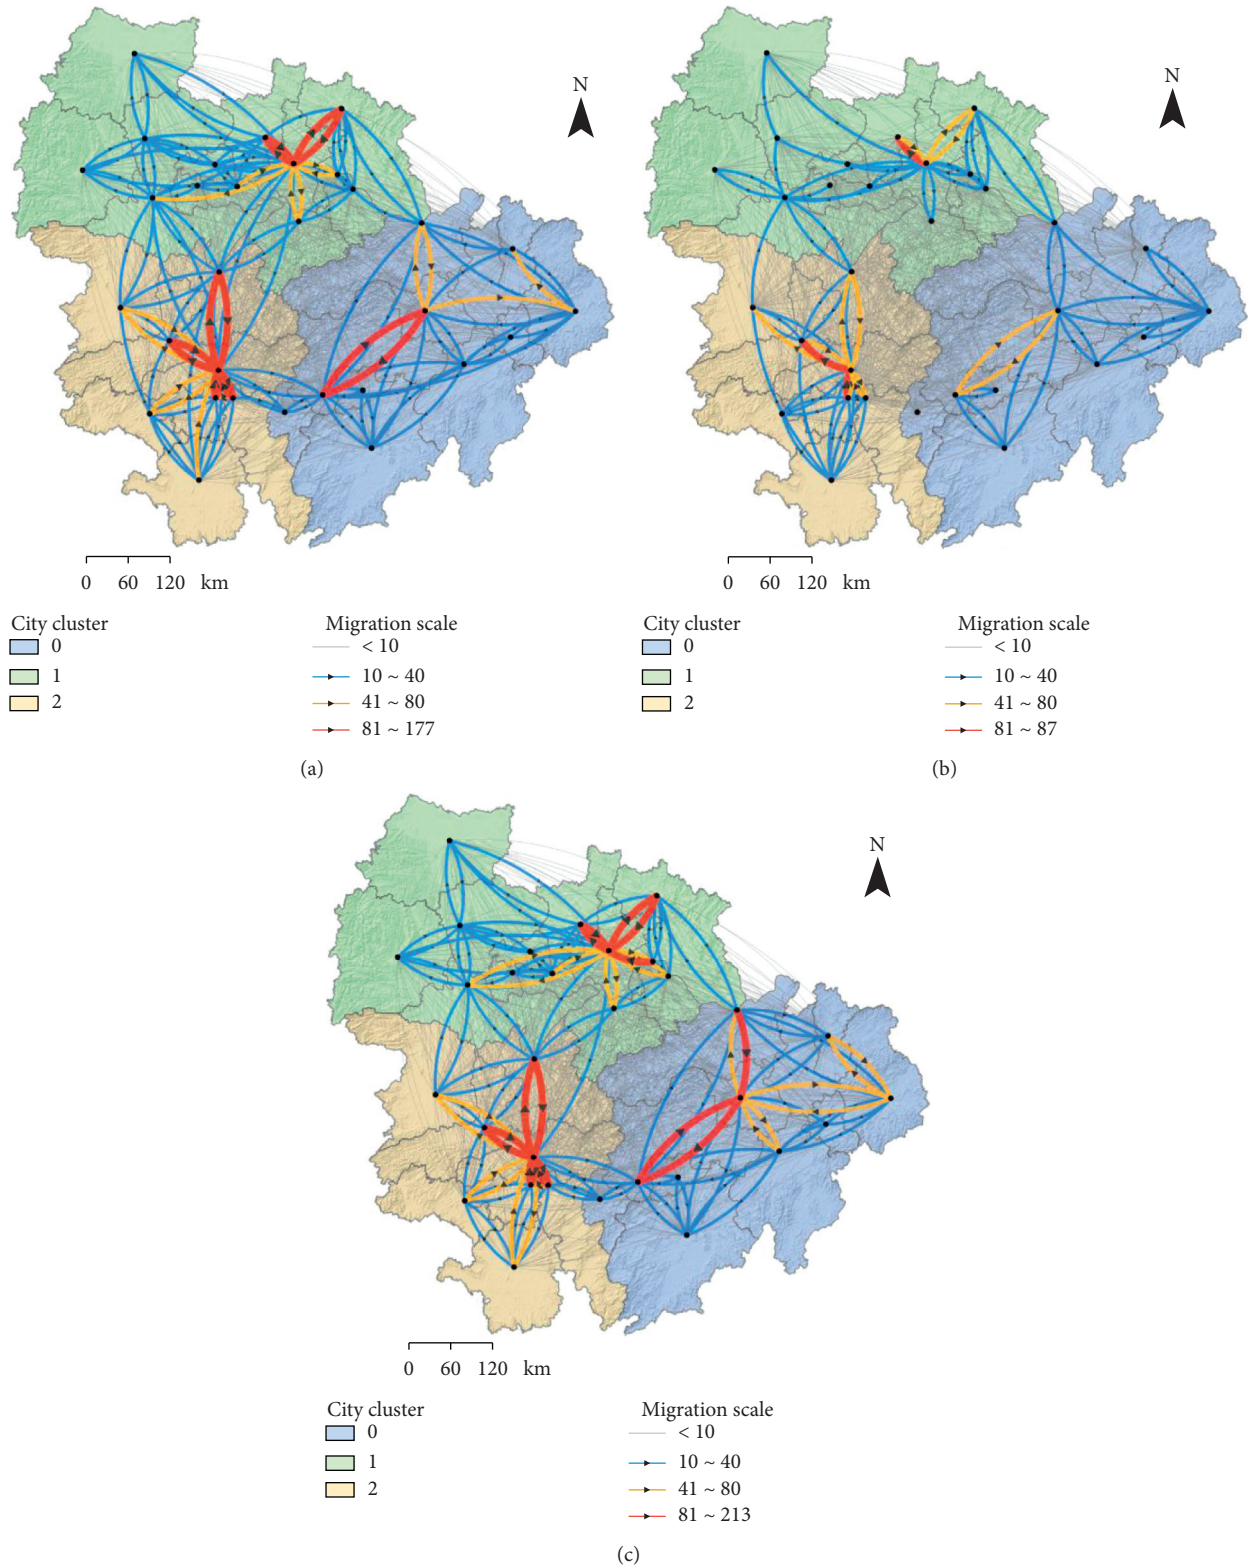 N
0 60 120 km
City cluster
0
1
2
Migration scale
< 10
10 ~ 40
41 ~ 80
81 ~ 177
(a)
N
0 60 120 km
City cluster
0
1
2
Migration scale
< 10
10 ~ 40
41 ~ 80
81 ~ 87
(b)
N
0 60 120 km
City cluster
0
1
2
Migration scale
< 10
10 ~ 40
41 ~ 80
81 ~ 213
(c)